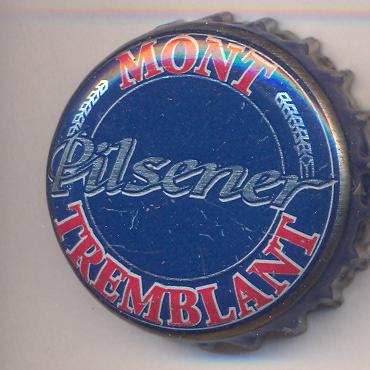 MONT
Pilsener
TREMBLANT